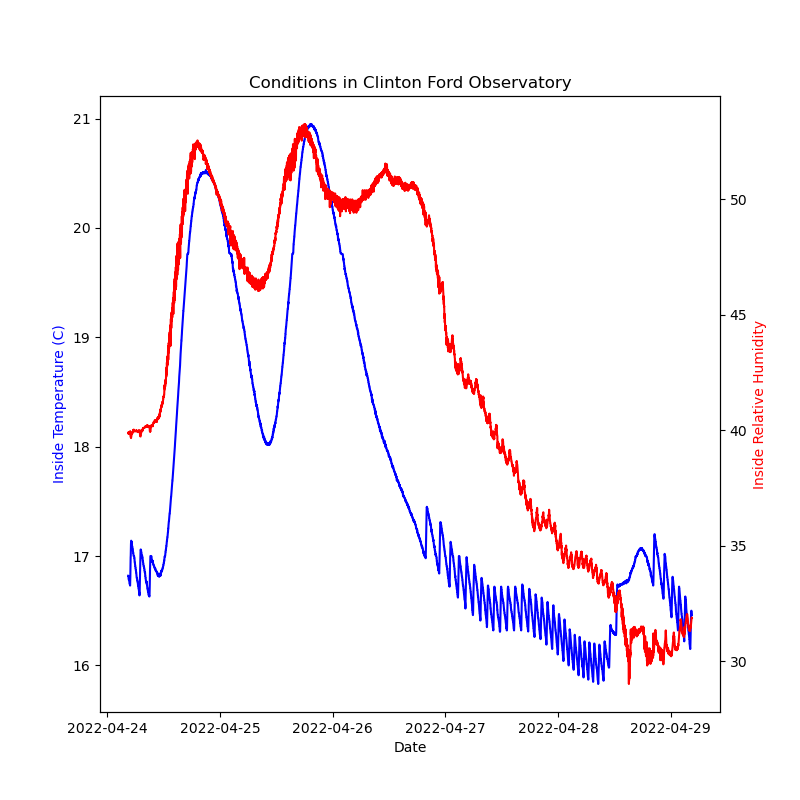 Conditions in Clinton Ford Observatory
21
20
19
18
17
16
Inside Temperature (C)
50
45
40
35
30
Inside Relative Humidity
2022-04-24 2022-04-25 2022-04-26 2022-04-27 2022-04-28 2022-04-29
Date